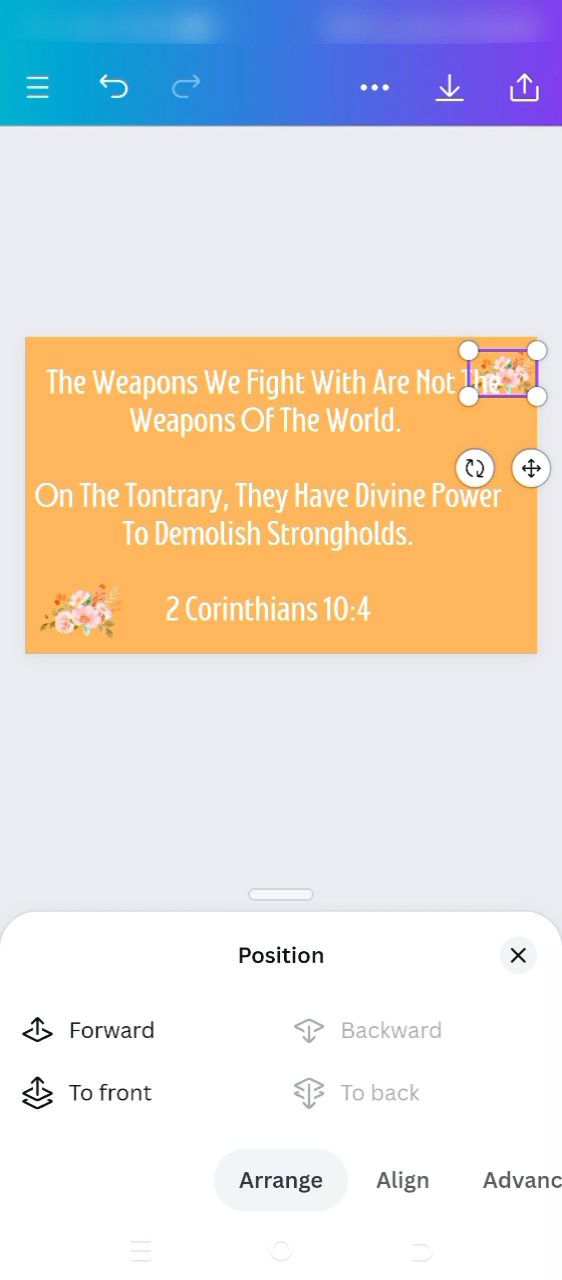 The Weapons We Fight With Are Not The
Weapons Of The World.
On The Tontrary, They Have Divine Power
To Demolish Strongholds.
2 Corinthians 10:4
Position
Forward
Backward
To front
To back
Arrange
Align
Advanc